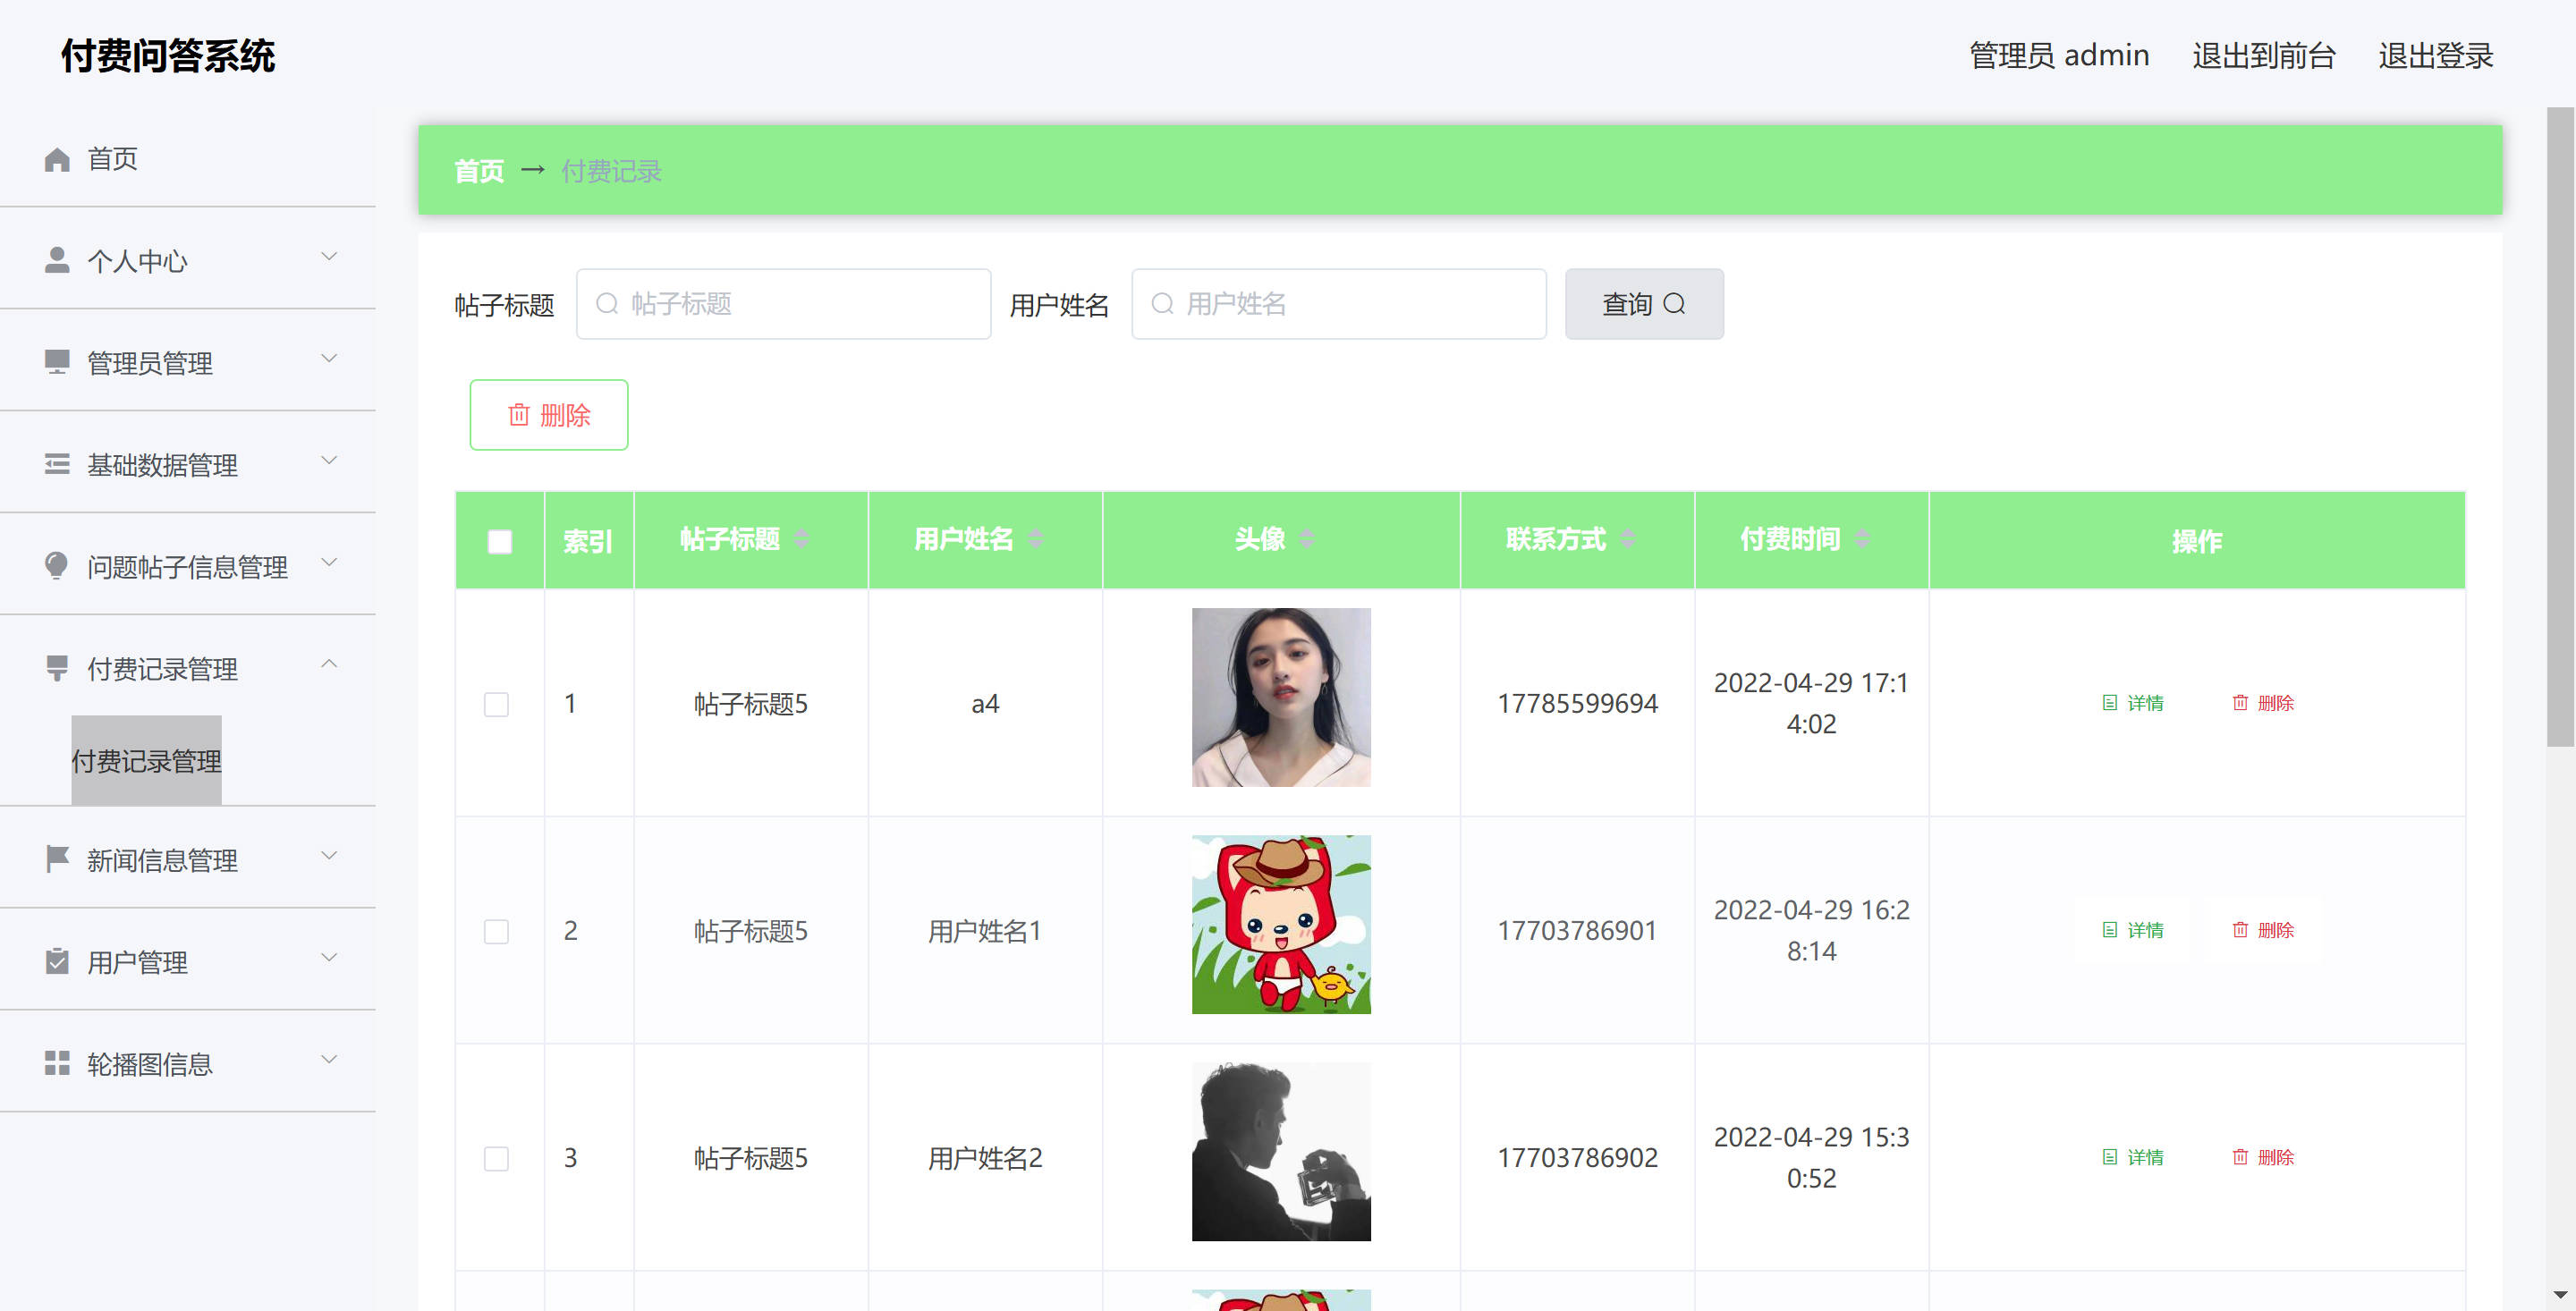 付费问答系统
管理员 admin 退出到前台 退出登录
首页
个人中心
管理员管理
基础数据管理
问题帖子信息管理
付费记录管理
付费记录管理
新闻信息管理
用户管理
轮播图信息
首页 → 付费记录
帖子标题 帖子标题 用户姓名 用户姓名 查询
删除
索引 帖子标题 用户姓名 头像 联系方式 付费时间 操作
1 帖子标题5 a4 17785599694 2022-04-29 17:1
4:02 详情 删除
2 帖子标题5 用户姓名1 17703786901 2022-04-29 16:2
8:14 详情 删除
3 帖子标题5 用户姓名2 17703786902 2022-04-29 15:3
0:52 详情 删除